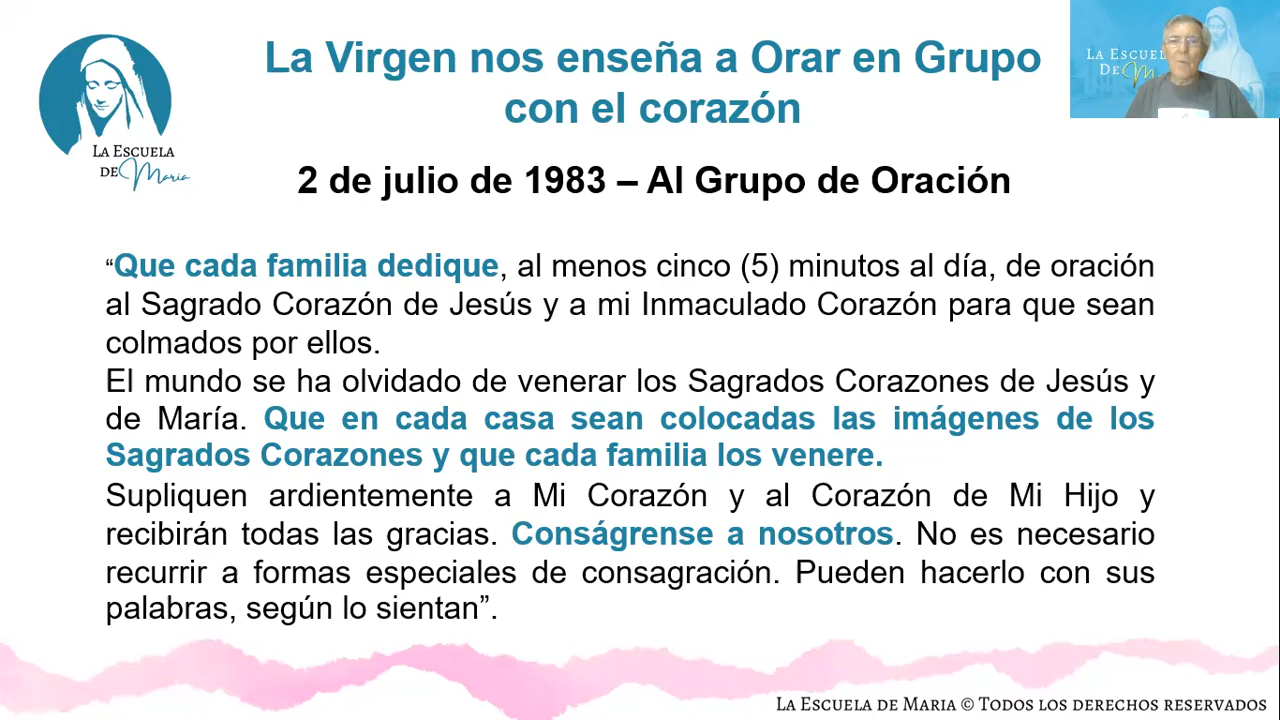 La Virgen nos enseña a Orar en Grupo
con el corazón
LA ESCUELA
DE María
LA ESCUEL
DE
2 de julio de 1983 – Al Grupo de Oración
“Que cada familia dedique, al menos cinco (5) minutos al día, de oración
al Sagrado Corazón de Jesús y a mi Inmaculado Corazón para que sean
colmados por ellos.
El mundo se ha olvidado de venerar los Sagrados Corazones de Jesús y
de María. Que en cada casa sean colocadas las imágenes de los
Sagrados Corazones y que cada familia los venere.
Supliquen ardientemente a Mi Corazón y al Corazón de Mi Hijo y
recibirán todas las gracias. Conságrense a nosotros. No es necesario
recurrir a formas especiales de consagración. Pueden hacerlo con sus
palabras, según lo sientan”.
LA ESCUELA DE MARIA © TODOS LOS DERECHOS RESERVADOS